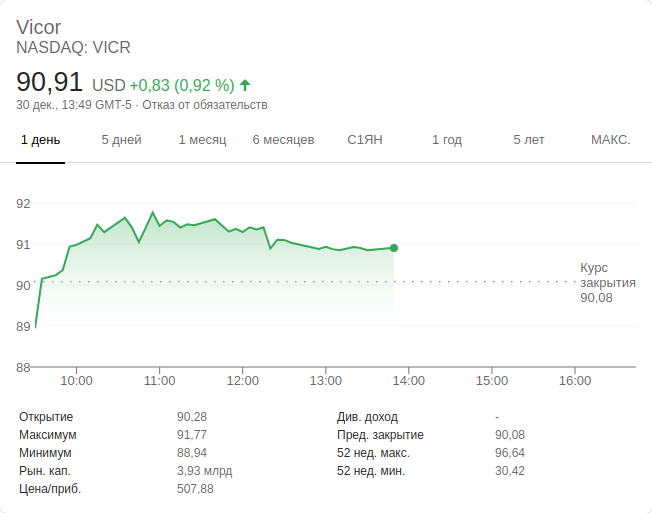 Vicor
NASDAQ: VICR
90,91 USD +0,83 (0,92 %)
30 дек., 13:49 GMT-5 · Отказ от обязательств
1 день 5 дней 1 месяц 6 месяцев С1ЯН 1 год 5 лет МАКС.
92
91
90
89
88
Курс
закрытия
90,08
10:00 11:00 12:00 13:00 14:00 15:00 16:00
Открытие 90,28 Див. доход -
Максимум 91,77 Пред. закрытие 90,08
Минимум 88,94 52 нед. макс. 96,64
Рын. кап. 3,93 млрд 52 нед. мин. 30,42
Цена/приб. 507,88